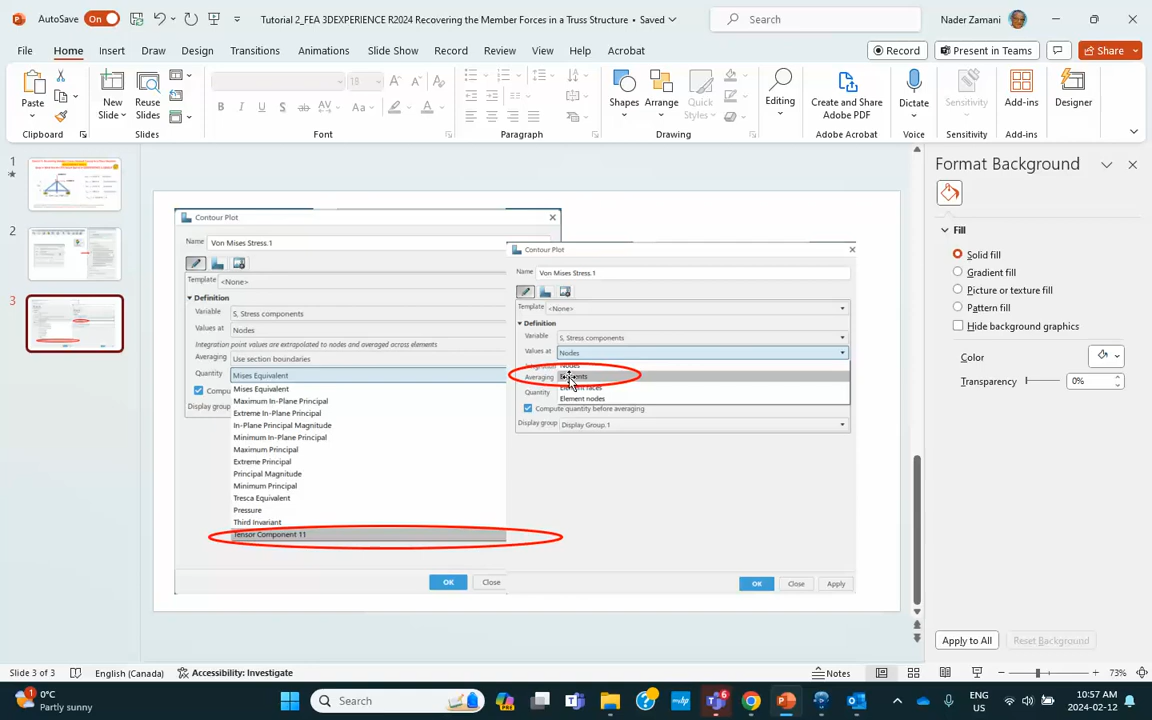 AutoSave On Tutorial 2_FEA 3DEXPERIENCE R2024 Recovering the Member Forces in a Truss Structure • Saved Search Nader Zamani
File Home Insert Draw Design Transitions Animations Slide Show Record Review View Help Acrobat Record Present in Teams Share
Paste New Slide Reuse Slides 18 B I U S ab AV Aa A Shapes Arrange Quick Styles Editing Create and Share Adobe PDF Dictate Sensitivity Add-ins Designer
Clipboard Slides Font Paragraph Drawing Adobe Acrobat Voice Sensitivity Add-ins
1
2
3
Contour Plot
Name Von Mises Stress.1
Template <None>
Definition
Variable S, Stress components
Values at Nodes
Integration point values are extrapolated to nodes and averaged across elements
Averaging Use section boundaries
Quantity Mises Equivalent
Compu
Display group
Mises Equivalent
Maximum In-Plane Principal
Extreme In-Plane Principal
In-Plane Principal Magnitude
Minimum In-Plane Principal
Maximum Principal
Extreme Principal
Principal Magnitude
Minimum Principal
Tresca Equivalent
Pressure
Third Invariant
Tensor Component 11
OK Close
Contour Plot
Name Von Mises Stress.1
Template <None>
Definition
Variable S, Stress components
Values at Nodes
Nodes
Averaging
Quantity
Element nodes
Compute quantity before averaging
Display group Display Group.1
OK Close Apply
Format Background
Fill
Solid fill
Gradient fill
Picture or texture fill
Pattern fill
Hide background graphics
Color
Transparency 0%
Apply to All Reset Background
Slide 3 of 3 English (Canada) Accessibility: Investigate Notes 73%
1 0°C
Partly sunny
Search
PRE
6
ENG
US
10:57 AM
2024-02-12